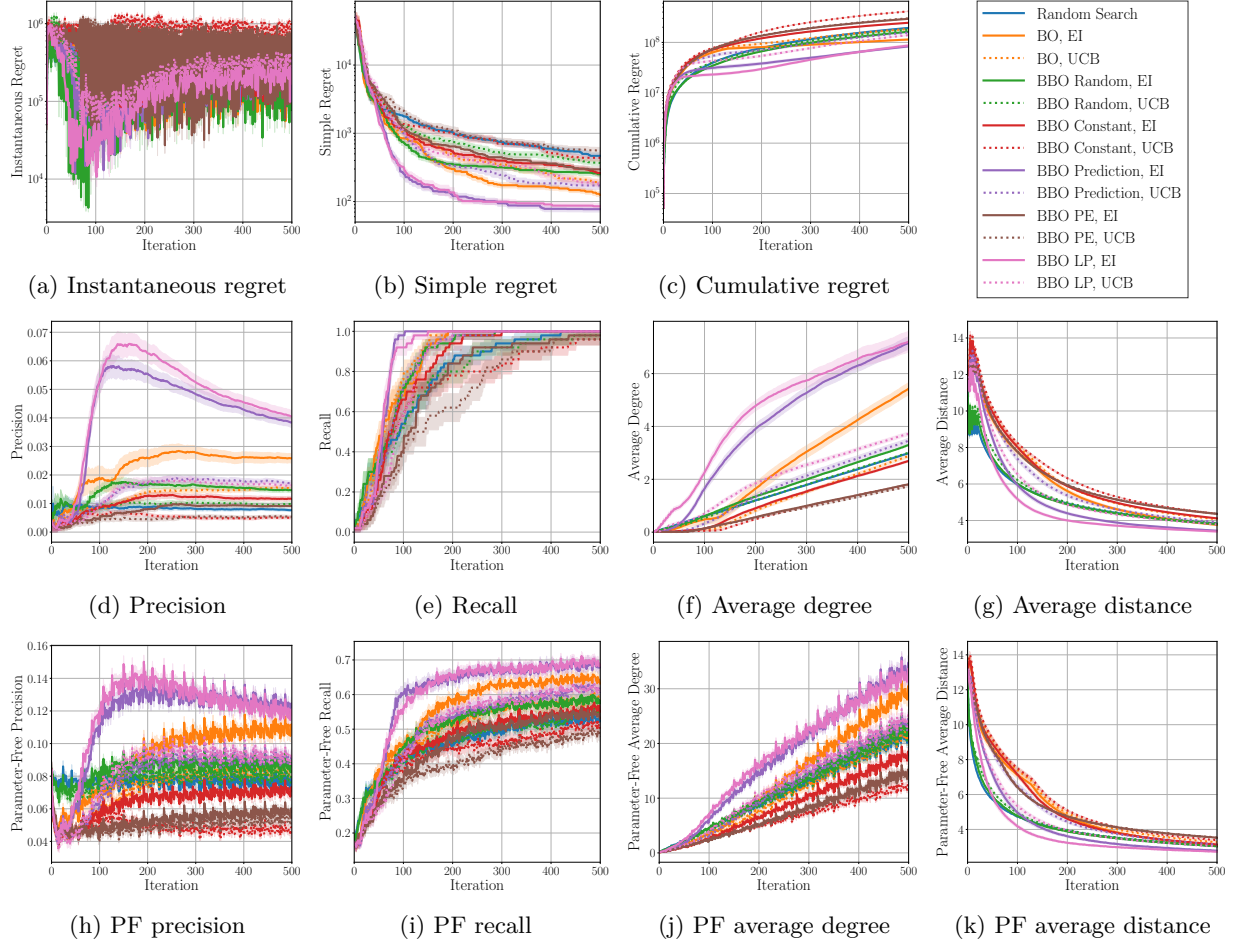 Instantaneous Regret
10^6
10^5
10^4
0 100 200 300 400 500
Iteration
(a) Instantaneous regret
Simple Regret
10^4
10^3
10^2
0 100 200 300 400 500
Iteration
(b) Simple regret
Cumulative Regret
10^8
10^7
10^6
10^5
0 100 200 300 400 500
Iteration
(c) Cumulative regret
Random Search
BO, EI
BO, UCB
BBO Random, EI
BBO Random, UCB
BBO Constant, EI
BBO Constant, UCB
BBO Prediction, EI
BBO Prediction, UCB
BBO PE, EI
BBO PE, UCB
BBO LP, EI
BBO LP, UCB
Precision
0.07
0.06
0.05
0.04
0.03
0.02
0.01
0.00
0 100 200 300 400 500
Iteration
(d) Precision
Recall
1.0
0.8
0.6
0.4
0.2
0.0
0 100 200 300 400 500
Iteration
(e) Recall
Average Degree
6
4
2
0
0 100 200 300 400 500
Iteration
(f) Average degree
Average Distance
14
12
10
8
6
4
0 100 200 300 400 500
Iteration
(g) Average distance
Parameter-Free Precision
0.16
0.14
0.12
0.10
0.08
0.06
0.04
0 100 200 300 400 500
Iteration
(h) PF precision
Parameter-Free Recall
0.7
0.6
0.5
0.4
0.3
0.2
0 100 200 300 400 500
Iteration
(i) PF recall
Parameter-Free Average Degree
30
20
10
0
0 100 200 300 400 500
Iteration
(j) PF average degree
Parameter-Free Average Distance
14
12
10
8
6
4
0 100 200 300 400 500
Iteration
(k) PF average distance